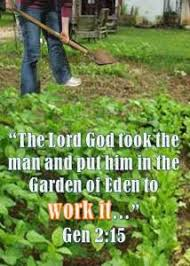 “The Lord God took the
man and put him in the
Garden of Eden to
work it...”
Gen 2:15